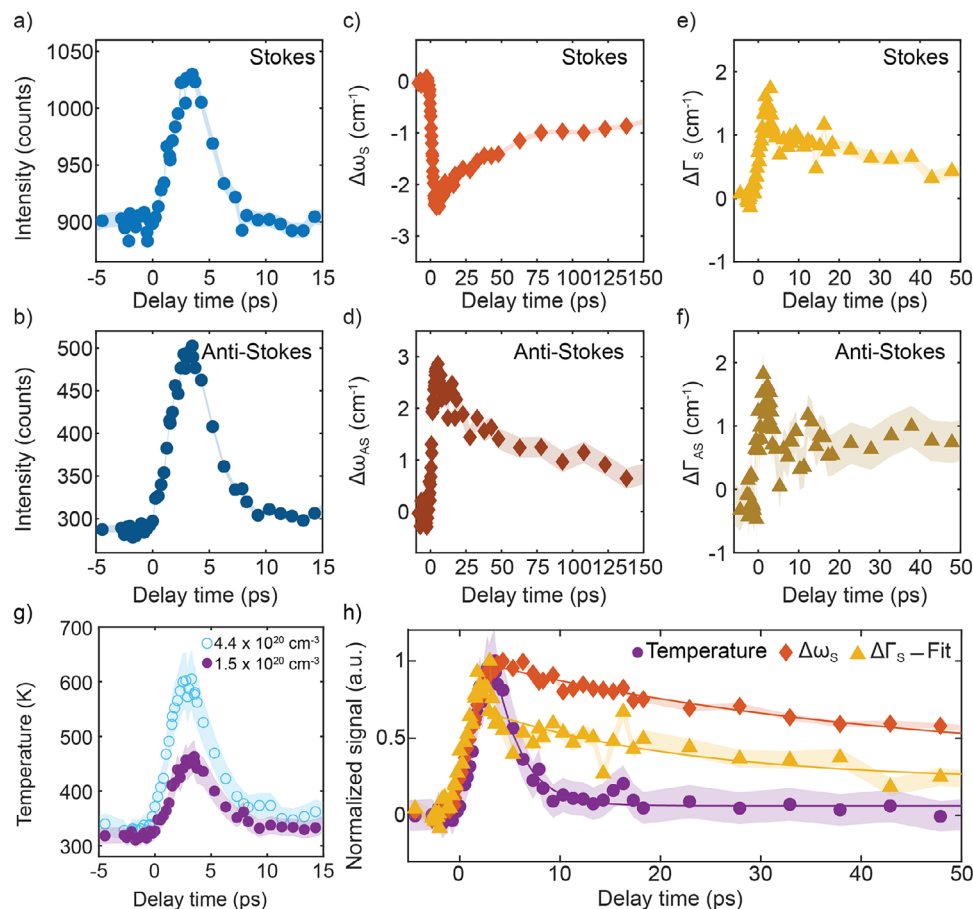 a)
Stokes
Intensity (counts)
1050
1000
950
900
-5 0 5 10 15
Delay time (ps)
c)
Stokes
Δω_S (cm⁻¹)
0
-1
-2
-3
0 25 50 75 100 125 150
Delay time (ps)
e)
Stokes
ΔΓ_S (cm⁻¹)
2
1
0
-1
0 10 20 30 40 50
Delay time (ps)
b)
Anti-Stokes
Intensity (counts)
500
450
400
350
300
-5 0 5 10 15
Delay time (ps)
d)
Anti-Stokes
Δω_AS (cm⁻¹)
3
2
1
0
0 25 50 75 100 125 150
Delay time (ps)
f)
Anti-Stokes
ΔΓ_AS (cm⁻¹)
2
1
0
-1
0 10 20 30 40 50
Delay time (ps)
g)
4.4 x 10²⁰ cm⁻³
1.5 x 10²⁰ cm⁻³
Temperature (K)
700
600
500
400
300
-5 0 5 10 15
Delay time (ps)
h)
Temperature Δω_S ΔΓ_S – Fit
Normalized signal (a.u.)
1
0.5
0
0 10 20 30 40 50
Delay time (ps)